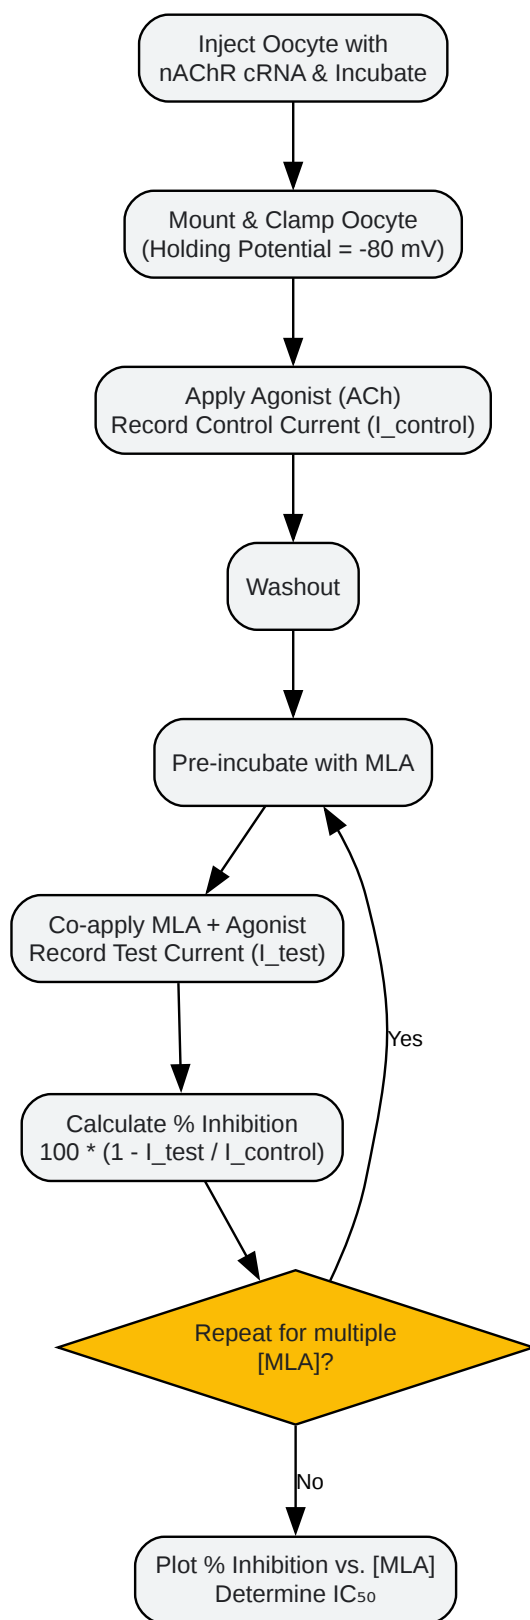 Inject Oocyte with
nAChR cRNA & Incubate
Mount & Clamp Oocyte
(Holding Potential = -80 mV)
Apply Agonist (ACh)
Record Control Current (I_control)
Washout
Pre-incubate with MLA
Co-apply MLA + Agonist
Record Test Current (I_test)
Yes
Calculate % Inhibition
100 * (1 - I_test / I_control)
Repeat for multiple
[MLA]?
No
Plot % Inhibition vs. [MLA]
Determine IC₅₀